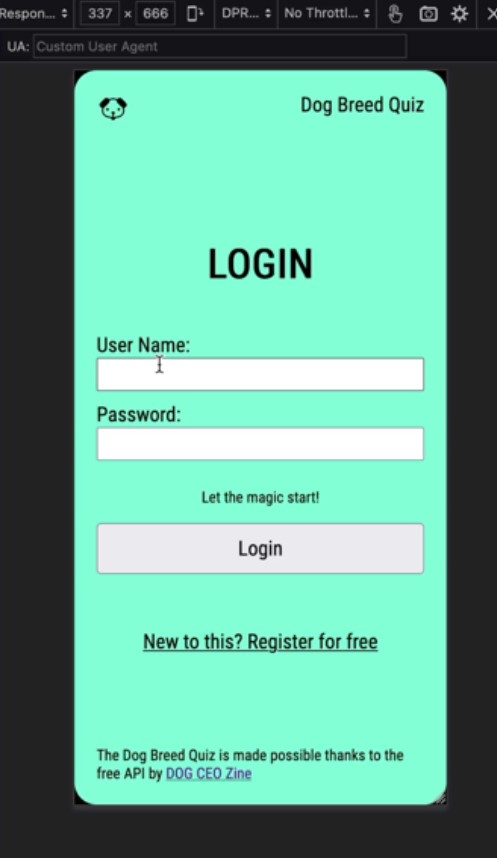 Respon... 337 × 666 DPR... No Throttl...
UA: Custom User Agent
Dog Breed Quiz
LOGIN
User Name:
Password:
Let the magic start!
Login
New to this? Register for free
The Dog Breed Quiz is made possible thanks to the
free API by DOG CEO Zine